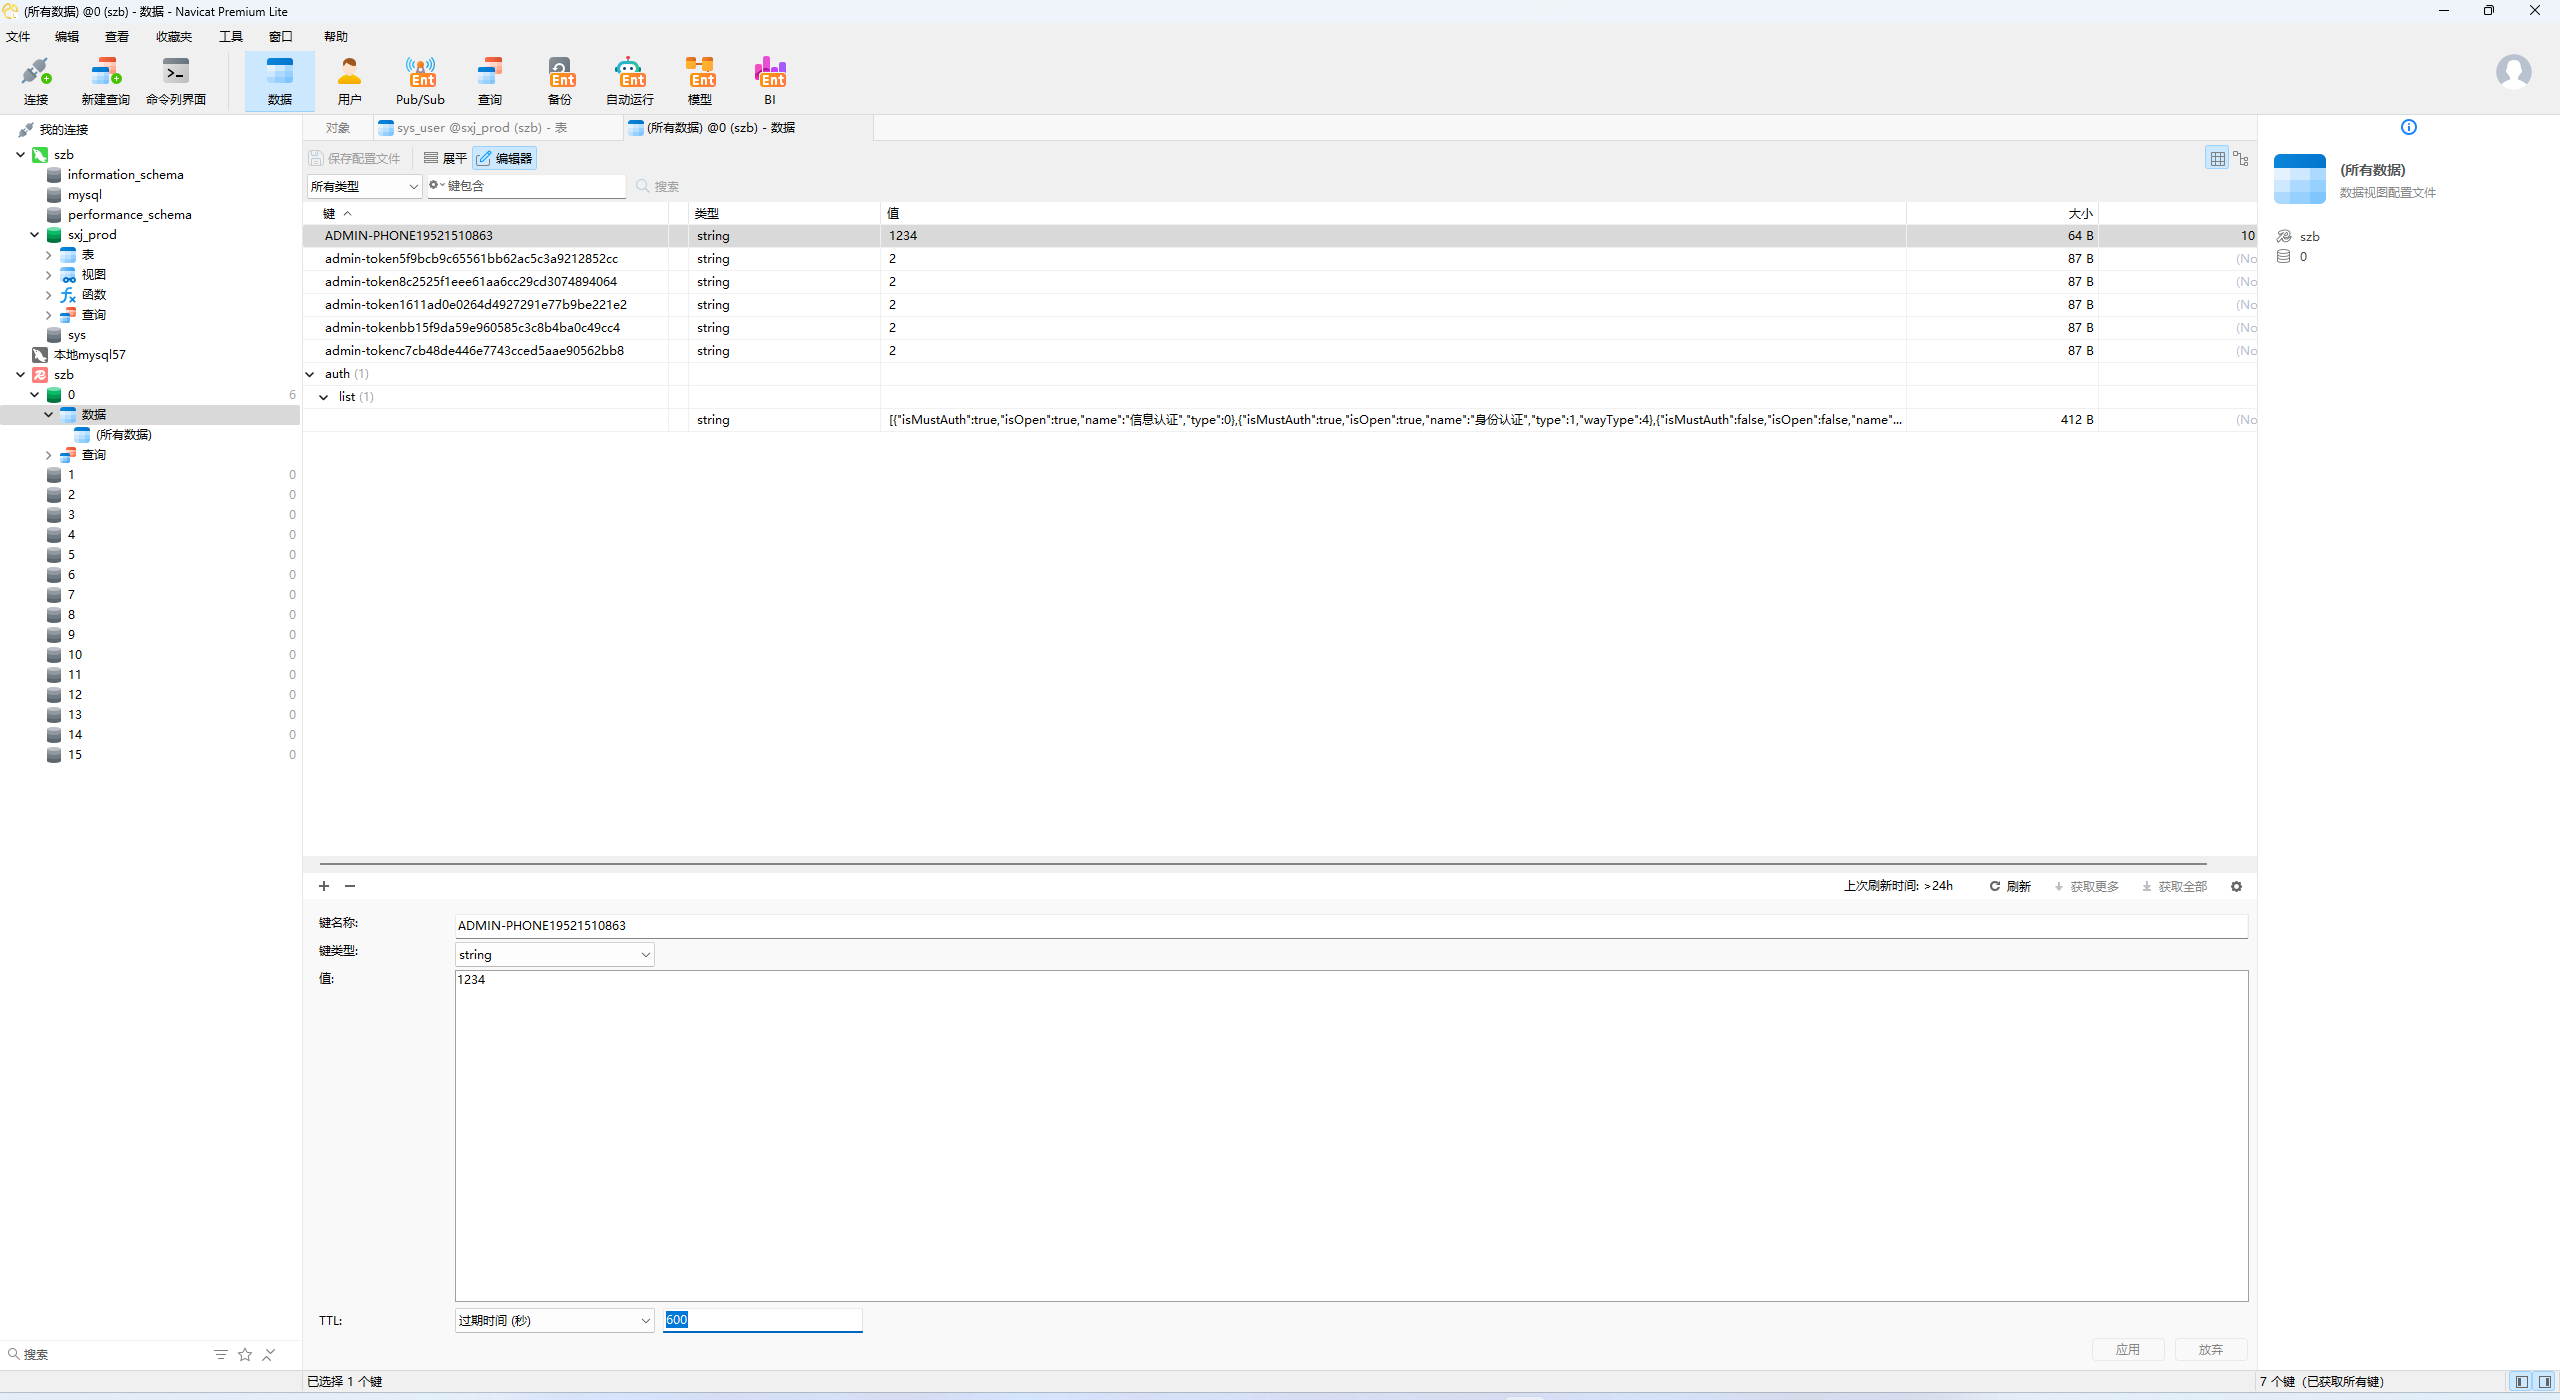 (所有数据) @0 (szb) - 数据 - Navicat Premium Lite
文件 编辑 查看 收藏夹 工具 窗口 帮助
Ent Ent Ent Ent Ent
连接 新建查询 命令列界面 数据 用户 Pub/Sub 查询 备份 自动运行 模型 BI
我的连接
szb
information_schema
mysql
performance_schema
sxj_prod
表
视图
函数
查询
sys
本地mysql57
szb
0 6
数据
(所有数据)
查询
1 0
2 0
3 0
4 0
5 0
6 0
7 0
8 0
9 0
10 0
11 0
12 0
13 0
14 0
15 0
搜索
对象 sys_user @sxj_prod (szb) - 表 (所有数据) @0 (szb) - 数据
保存配置文件 展平 编辑器
所有类型 键包含 搜索
键 类型 值 大小
ADMIN-PHONE19521510863 string 1234 64 B 10
admin-token5f9bcb9c65561bb62ac5c3a9212852cc string 2 87 B (No
admin-token8c2525f1eee61aa6cc29cd3074894064 string 2 87 B (No
admin-token1611ad0e0264d4927291e77b9be221e2 string 2 87 B (No
admin-tokenbb15f9da59e960585c3c8b4ba0c49cc4 string 2 87 B (No
admin-tokenc7cb48de446e7743cced5aae90562bb8 string 2 87 B (No
auth (1)
list (1)
string [{"isMustAuth":true,"isOpen":true,"name":"信息认证","type":0},{"isMustAuth":true,"isOpen":true,"name":"身份认证","type":1,"wayType":4},{"isMustAuth":false,"isOpen":false,"name"... 412 B (No
上次刷新时间: >24h 刷新 获取更多 获取全部
键名称: ADMIN-PHONE19521510863
键类型: string
值: 1234
TTL: 过期时间 (秒) 600
应用 放弃
(所有数据)
数据视图配置文件
szb
0
已选择 1 个键 7 个键 (已获取所有键)